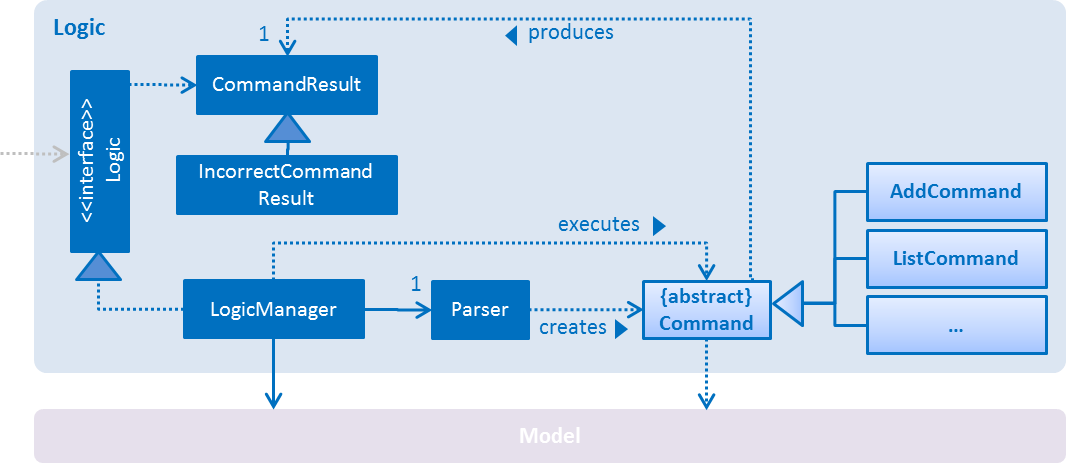 Logic
1
produces
CommandResult
<<interface>>
Logic
IncorrectCommand
Result
AddCommand
executes
ListCommand
1
LogicManager
Parser
{abstract}
Command
creates
...
Model